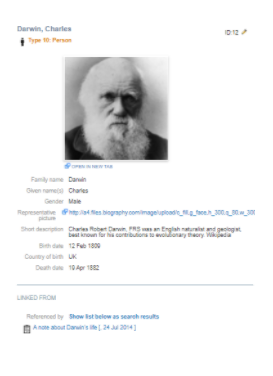 Darwin, Charles
ID:12
Type 10: Person
OPEN IN NEW TAB
Family name Darwin
Given name(s) Charles
Gender Male
Representative picture http://a4.files.biography.com/image/upload/c_fill,g_face,h_300,q_80,w_300
Short description Charles Robert Darwin, FRS was an English naturalist and geologist,
best known for his contributions to evolutionary theory. Wikipedia
Birth date 12 Feb 1809
Country of birth UK
Death date 19 Apr 1882
LINKED FROM
Referenced by Show list below as search results
A note about Darwin's life [ 24 Jul 2014 ]